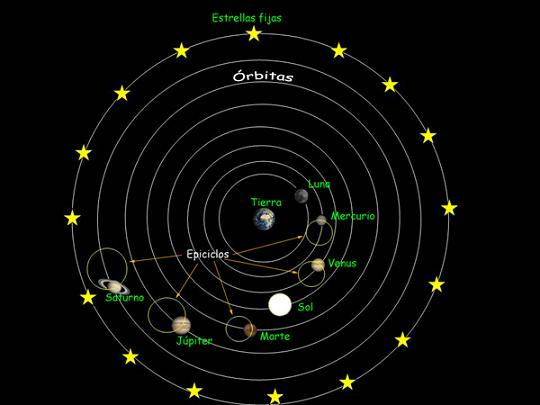 Estrellas fijas
Órbitas
Luna
Tierra
Mercurio
Epiciclos
Venus
Saturno
Sol
Júpiter
Marte